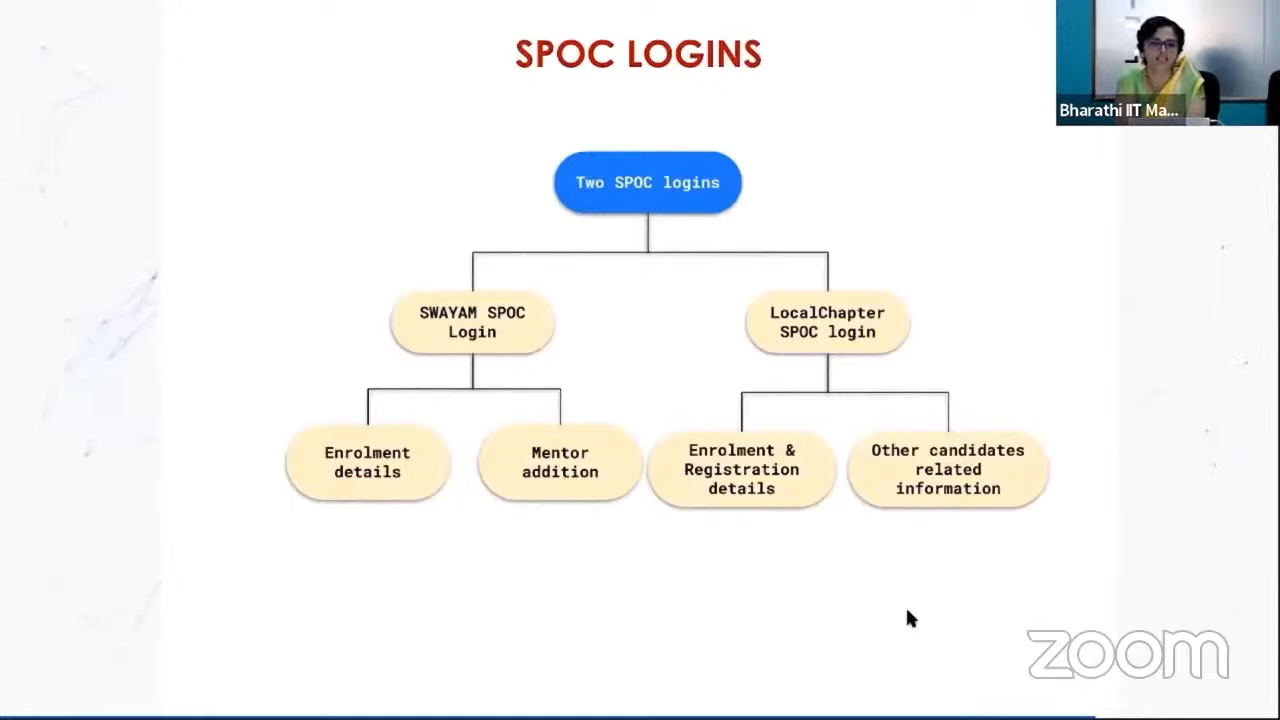 SPOC LOGINS
Bharathi IIT Ma...
Two SPOC logins
SWAYAM SPOC
Login
LocalChapter
SPOC login
Enrolment
details
Mentor
addition
Enrolment &
Registration
details
Other candidates
related
information
zoom